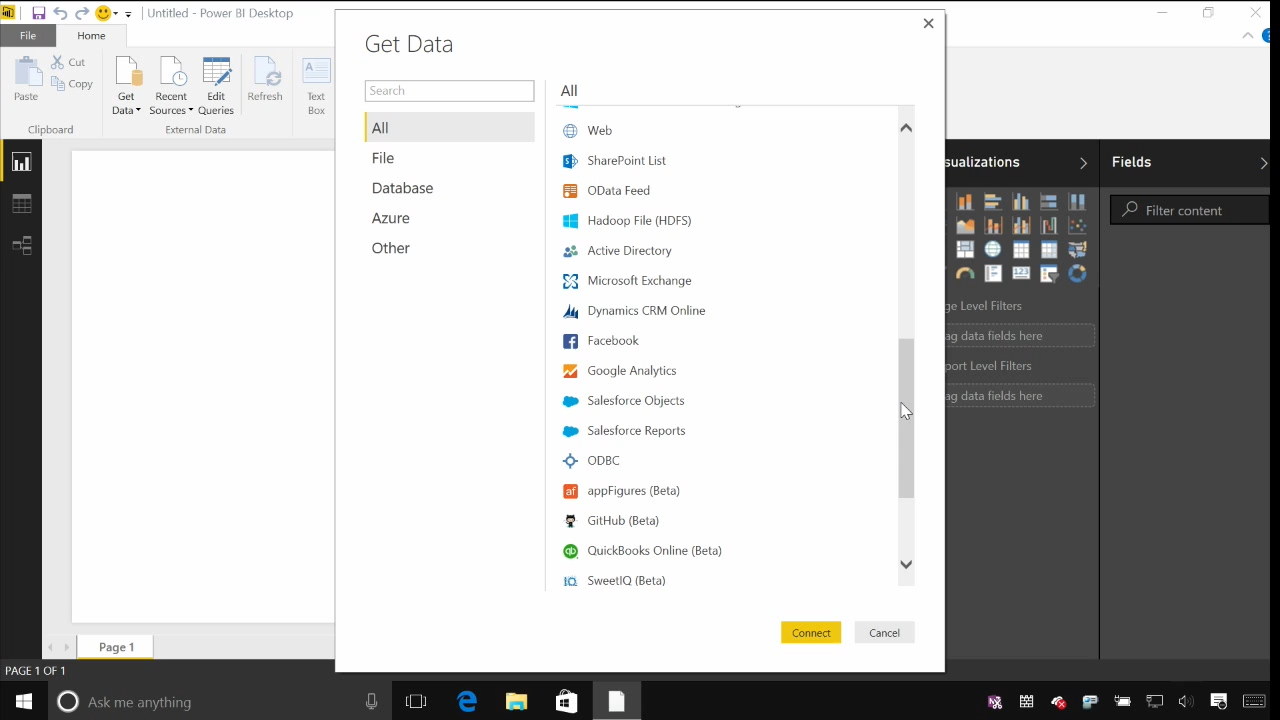 Untitled - Power BI Desktop
File
Home
Cut
Copy
Paste
Clipboard
Get
Data
Recent
Sources
Edit
Queries
External Data
Refresh
Text
Box
Get Data
Search
All
File
Database
Azure
Other
All
Web
SharePoint List
OData Feed
Hadoop File (HDFS)
Active Directory
Microsoft Exchange
Dynamics CRM Online
Facebook
Google Analytics
Salesforce Objects
Salesforce Reports
ODBC
af appFigures (Beta)
GitHub (Beta)
qb QuickBooks Online (Beta)
SweetIQ (Beta)
Connect
Cancel
sualizations
ge Level Filters
ag data fields here
port Level Filters
ag data fields here
Fields
Filter content
Page 1
PAGE 1 OF 1
Ask me anything